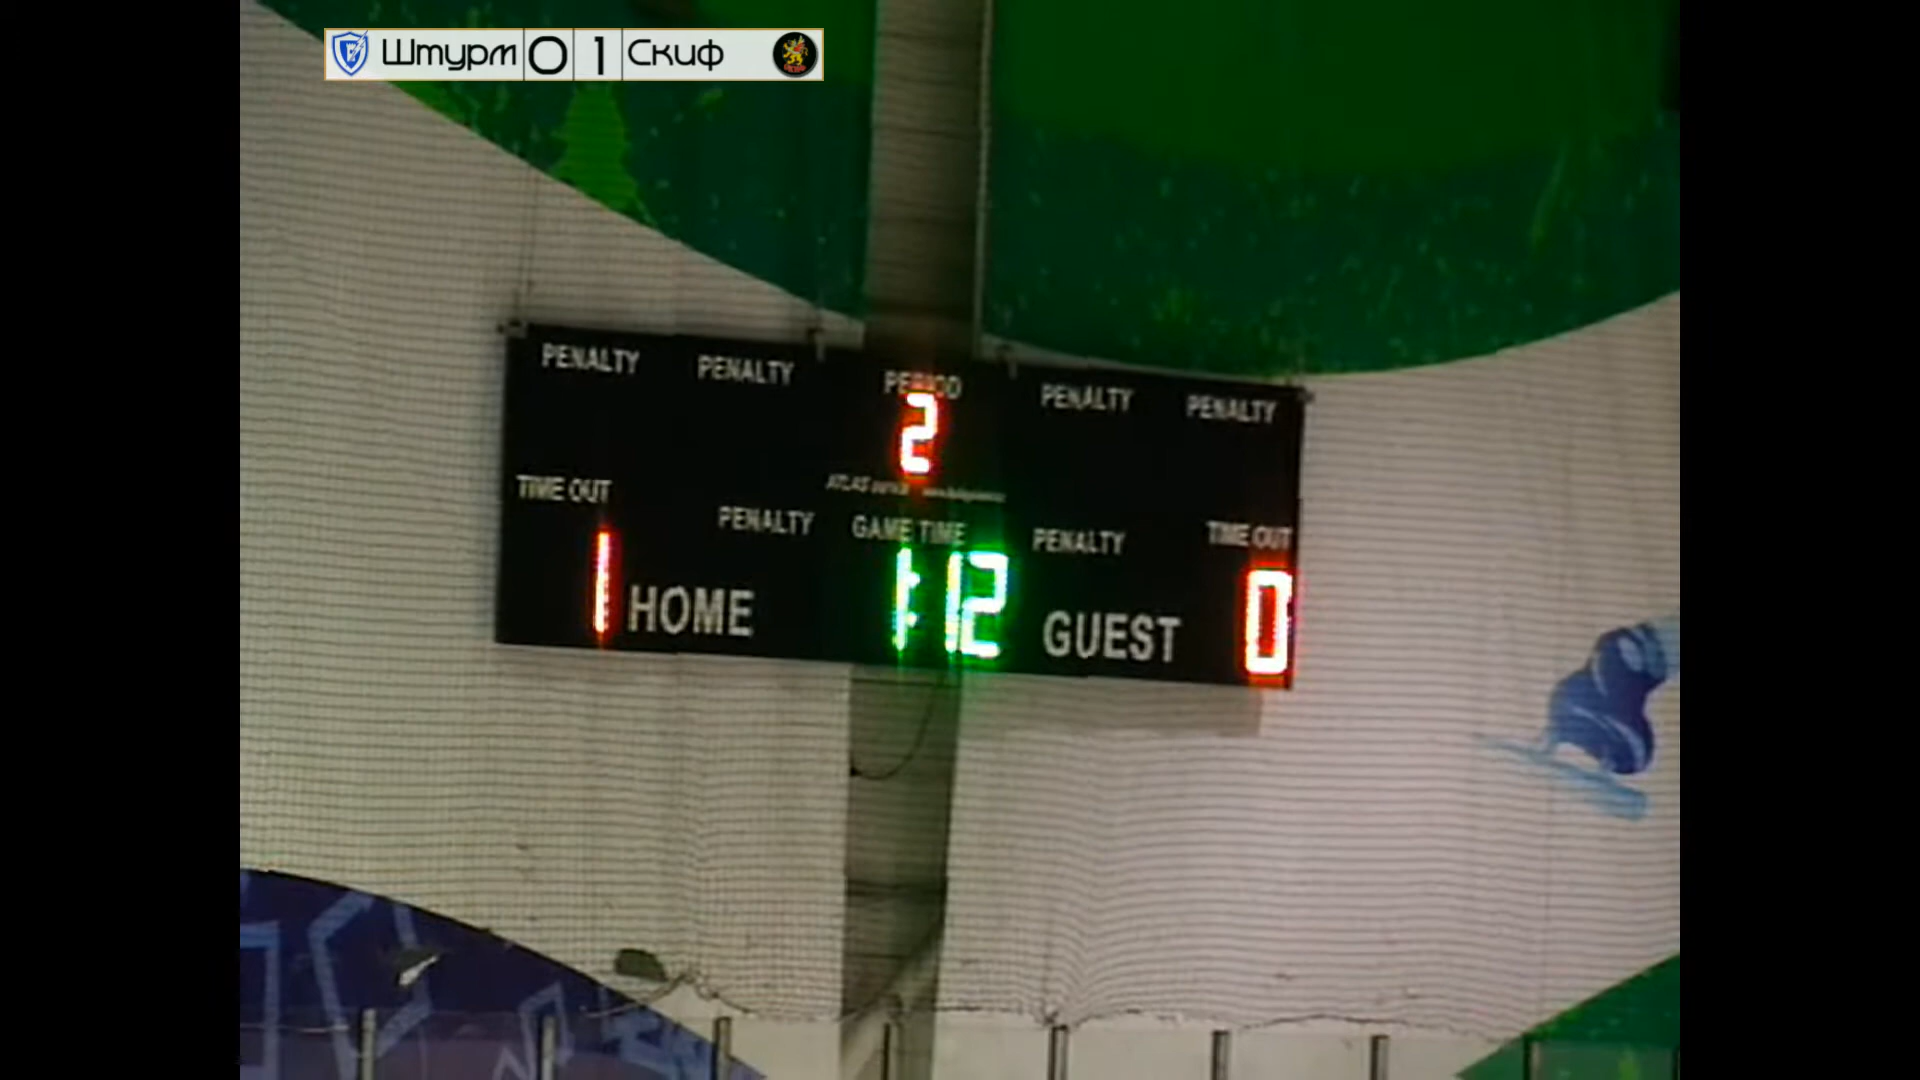 Штурм 0 1 Скиф
PENALTY PENALTY PERIOD PENALTY PENALTY
2
TIME OUT ATLAS
PENALTY GAME TIME PENALTY TIME OUT
1 HOME 1:12 GUEST 0